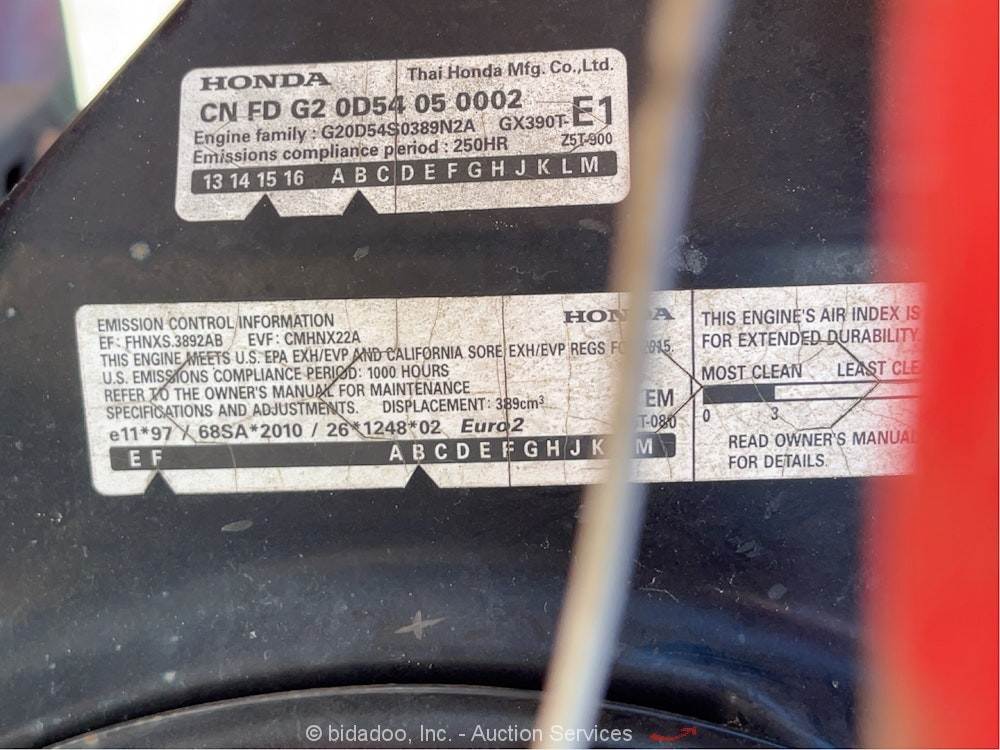 HONDA Thai Honda Mfg. Co.,Ltd.
CN FD G2 0D54 05 0002 E1
Engine family : G20D54S0389N2A GX390T-
Emissions compliance period : 250HR Z5T-900
13 14 15 16 A B C D E F G H J K L M
EMISSION CONTROL INFORMATION HONDA
EF: FHNXS.3892AB EVF: CMHNX22A
THIS ENGINE MEETS U.S. EPA EXH/EVP AND CALIFORNIA SORE EXH/EVP REGS 2015.
U.S. EMISSIONS COMPLIANCE PERIOD: 1000 HOURS
REFER TO THE OWNER'S MANUAL FOR MAINTENANCE
SPECIFICATIONS AND ADJUSTMENTS. DISPLACEMENT: 389cm³ EM
e11*97 / 68SA*2010 / 26*1248*02 Euro2
E F A B C D E F G H J K M
THIS ENGINE'S AIR INDEX IS
FOR EXTENDED DURABILITY.
MOST CLEAN LEAST
0 3
READ OWNER'S MANUAL
FOR DETAILS.
© bidadoo, Inc. - Auction Services